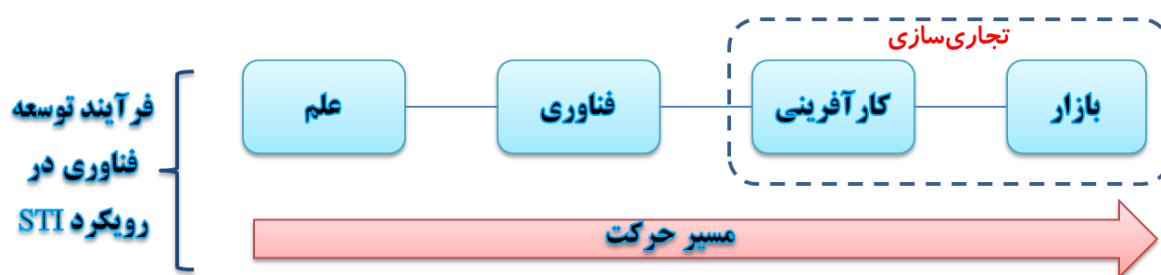 تجاری‌سازی
علم
فناوری
کارآفرینی
بازار
فرآیند توسعه
فناوری در
رویکرد STI
مسیر حرکت